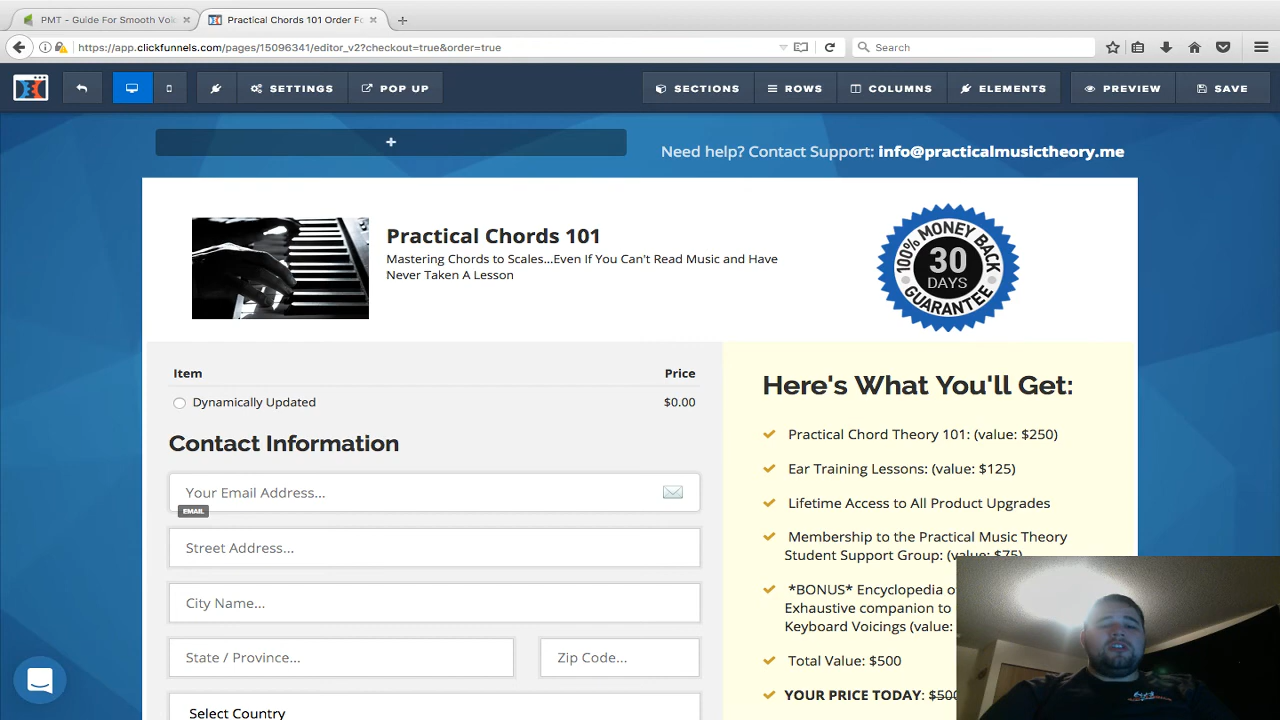 PMT - Guide For Smooth Voi
Practical Chords 101 Order Fo
https://app.clickfunnels.com/pages/15096341/editor_v2?checkout=true&order=true
Search
SETTINGS
POP UP
SECTIONS
ROWS
COLUMNS
ELEMENTS
PREVIEW
SAVE
+
Need help? Contact Support: info@practicalmusictheory.me
Practical Chords 101
Mastering Chords to Scales...Even If You Can't Read Music and Have
Never Taken A Lesson
100% MONEY BACK
30
DAYS
GUARANTEE
Item Price
Dynamically Updated $0.00
Contact Information
Your Email Address...
EMAIL
Street Address...
City Name...
State / Province...
Zip Code...
Select Country
Here's What You'll Get:
Practical Chord Theory 101: (value: $250)
Ear Training Lessons: (value: $125)
Lifetime Access to All Product Upgrades
Membership to the Practical Music Theory
Student Support Group: (value: $75)
*BONUS* Encyclopedia o
Exhaustive companion to
Keyboard Voicings (value:
Total Value: $500
YOUR PRICE TODAY: $500